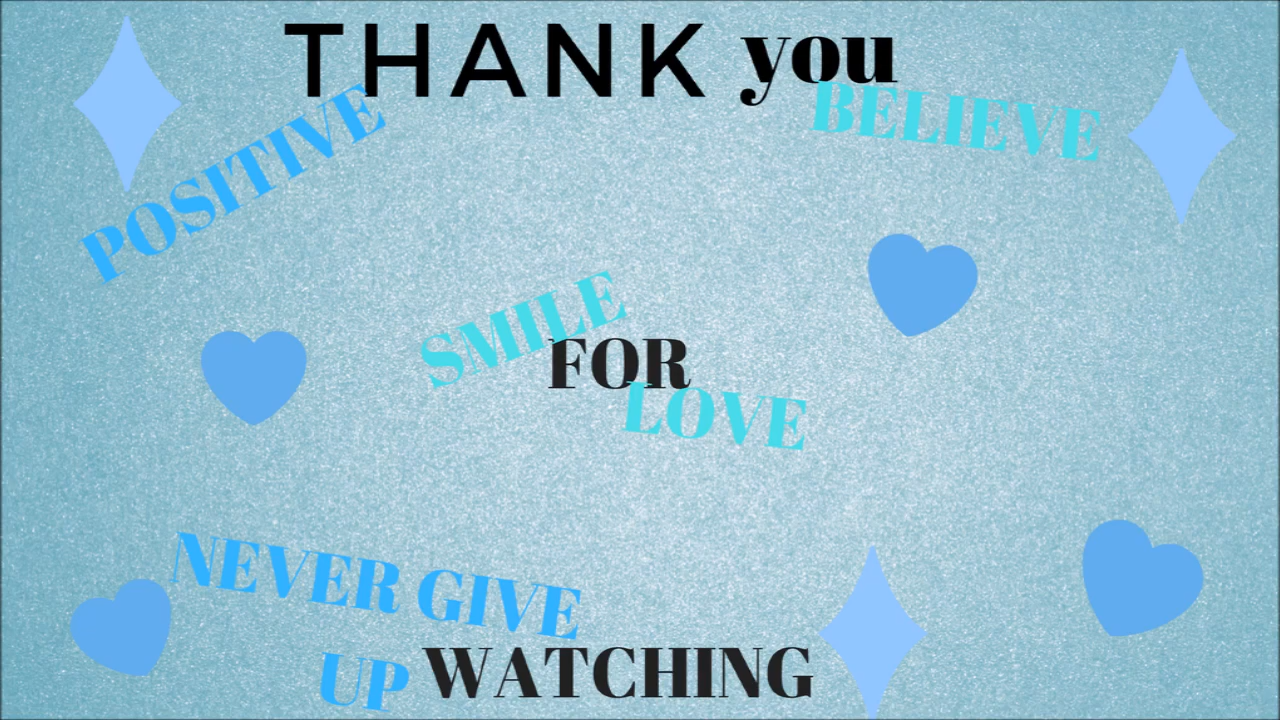 THANK you
BELIEVE
POSITIVE
SMILE
FOR
LOVE
NEVER GIVE
UP
WATCHING